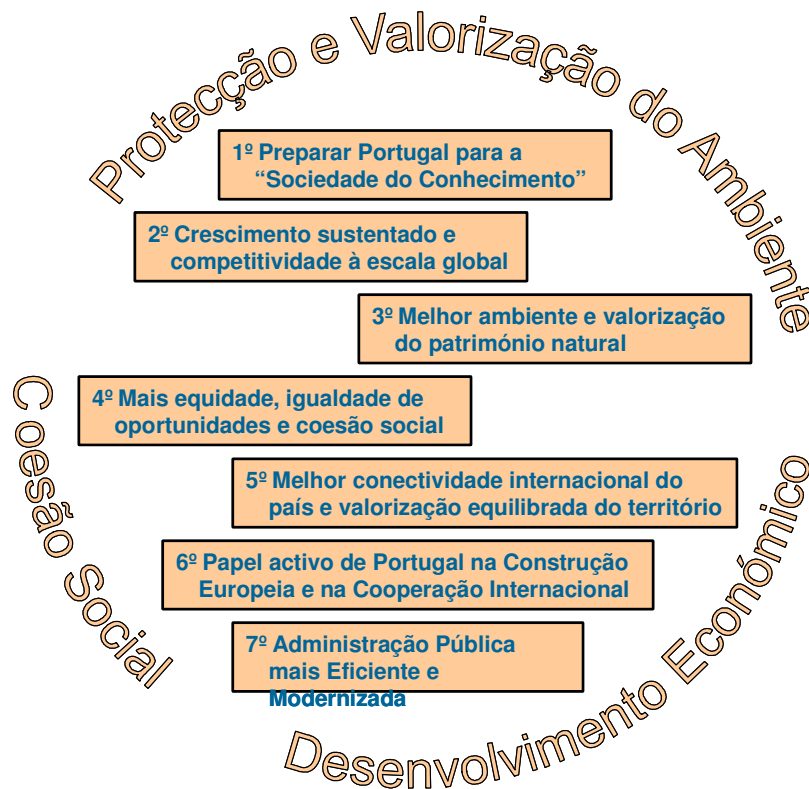 Protecção e Valorização do Ambiente
1º Preparar Portugal para a
“Sociedade do Conhecimento”
2º Crescimento sustentado e
competitividade à escala global
3º Melhor ambiente e valorização
do património natural
4º Mais equidade, igualdade de
oportunidades e coesão social
5º Melhor conectividade internacional do
país e valorização equilibrada do território
6º Papel activo de Portugal na Construção
Europeia e na Cooperação Internacional
7º Administração Pública
mais Eficiente e
Modernizada
Coesão Social
Desenvolvimento Económico